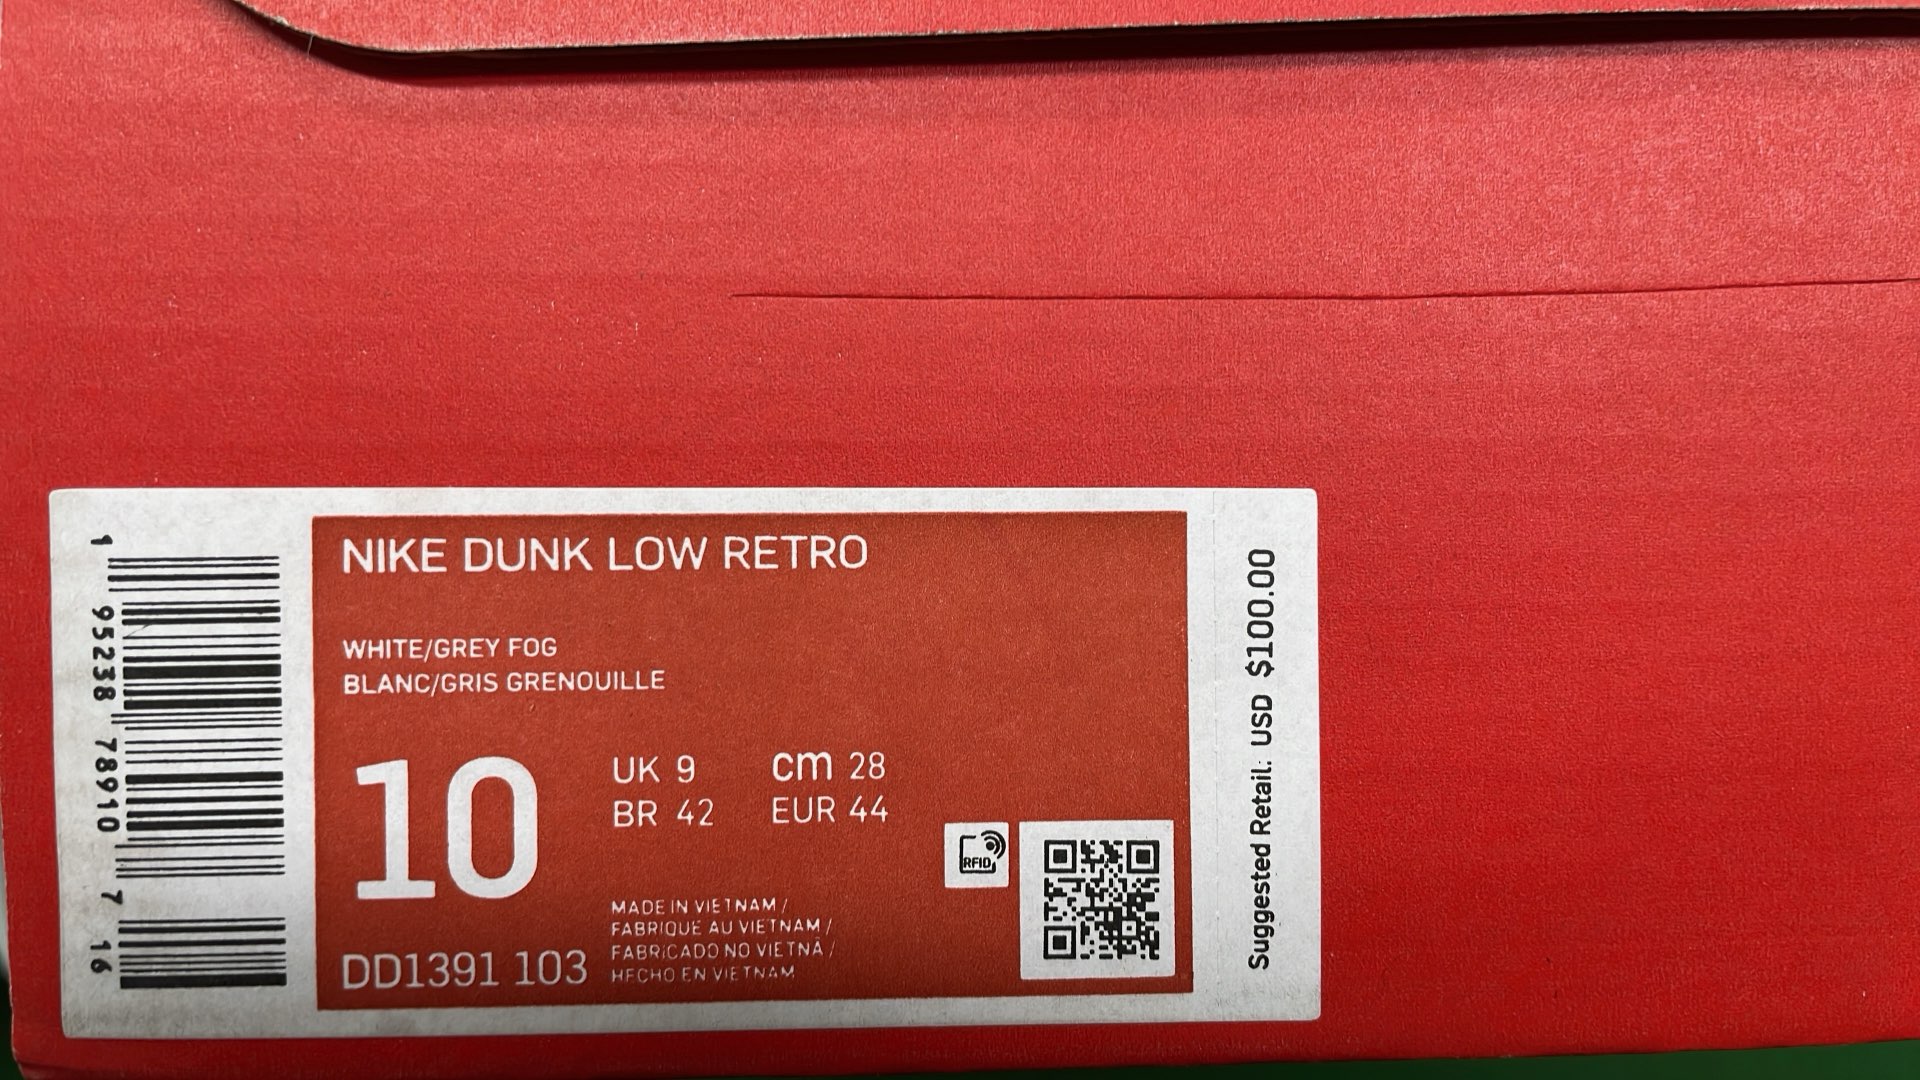 NIKE DUNK LOW RETRO
WHITE/GREY FOG
BLANC/GRIS GRENOUILLE
10
UK 9
cm 28
BR 42
EUR 44
MADE IN VIETNAM /
FABRIQUE AU VIETNAM /
FABRICADO NO VIETNÃ /
HECHO EN VIETNAM
DD1391 103
RFID
Suggested Retail: USD $100.00
1 95238 78910 7 16